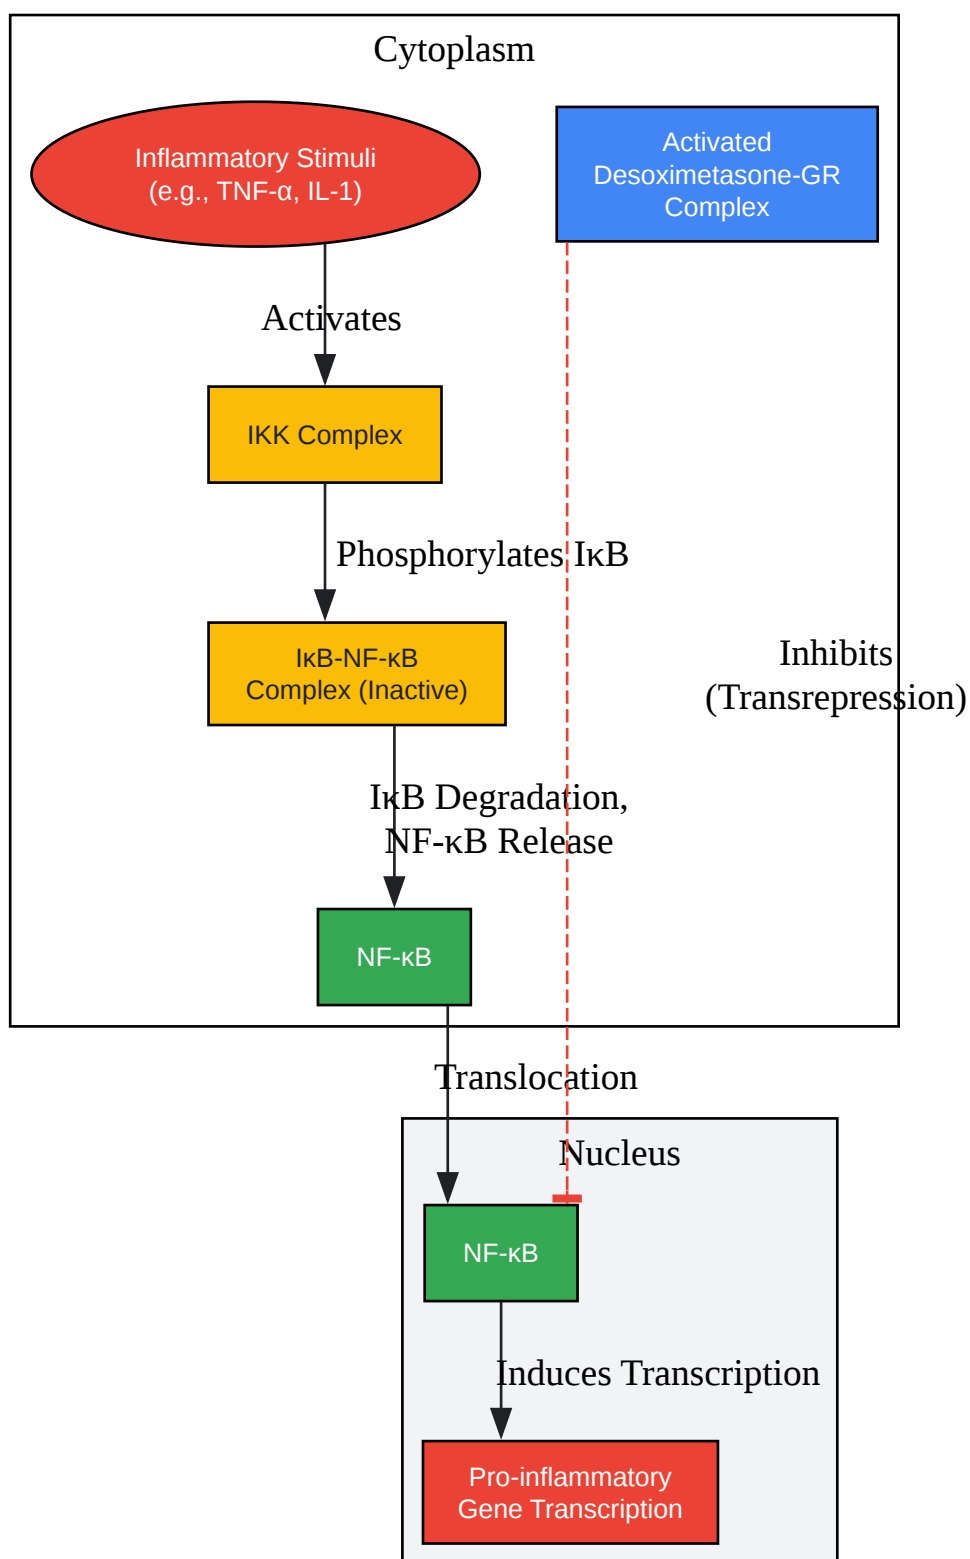 Cytoplasm
Inflammatory Stimuli
(e.g., TNF-α, IL-1)
Activated
Desoximetasone-GR
Complex
Activates
IKK Complex
Phosphorylates IκB
IκB-NF-κB
Complex (Inactive)
Inhibits
(Transrepression)
IκB Degradation,
NF-κB Release
NF-κB
Translocation
Nucleus
NF-κB
Induces Transcription
Pro-inflammatory
Gene Transcription